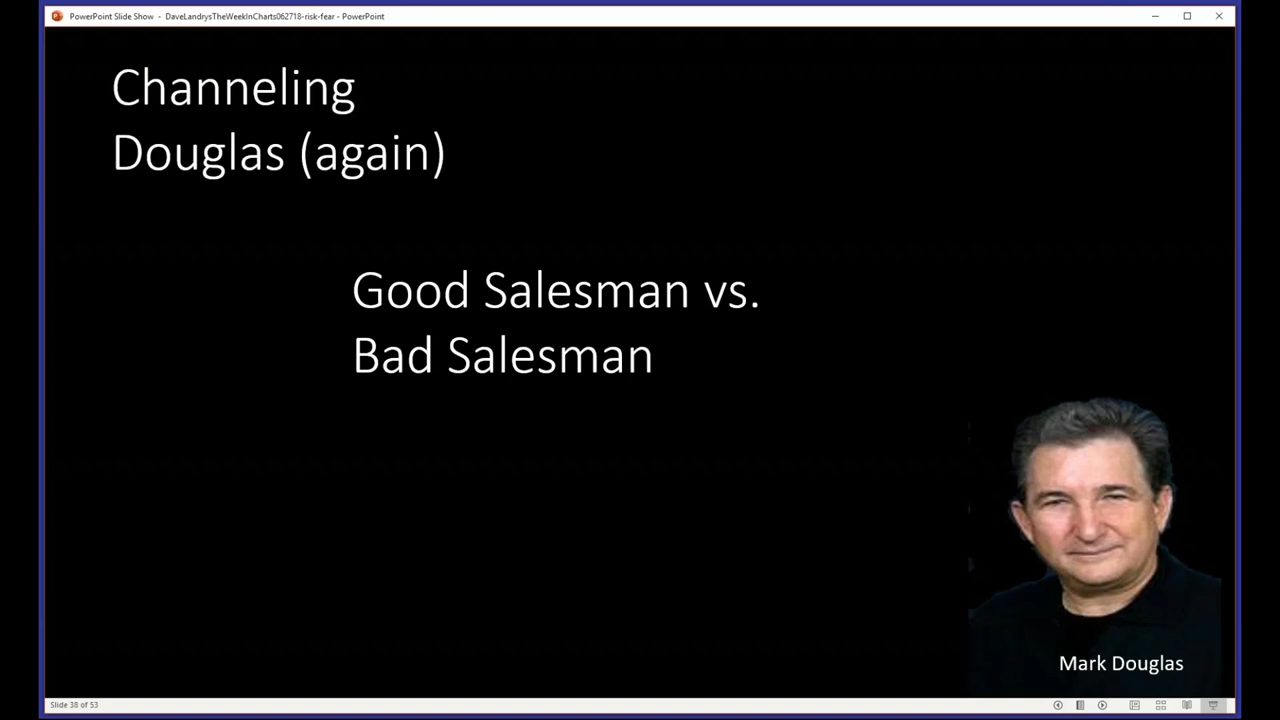 PowerPoint Slide Show - DaveLandrysTheWeekInCharts062718-risk-fear - PowerPoint
Channeling
Douglas (again)
Good Salesman vs.
Bad Salesman
Mark Douglas
Slide 38 of 53